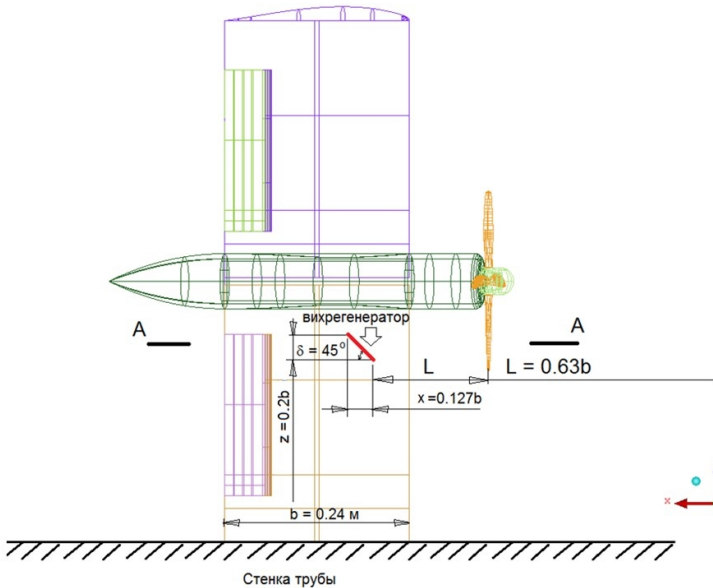 вихрегенератор
A
A
δ = 45°
L
L = 0.63b
x =0.127b
z = 0.2b
b = 0.24 м
x
Стенка трубы